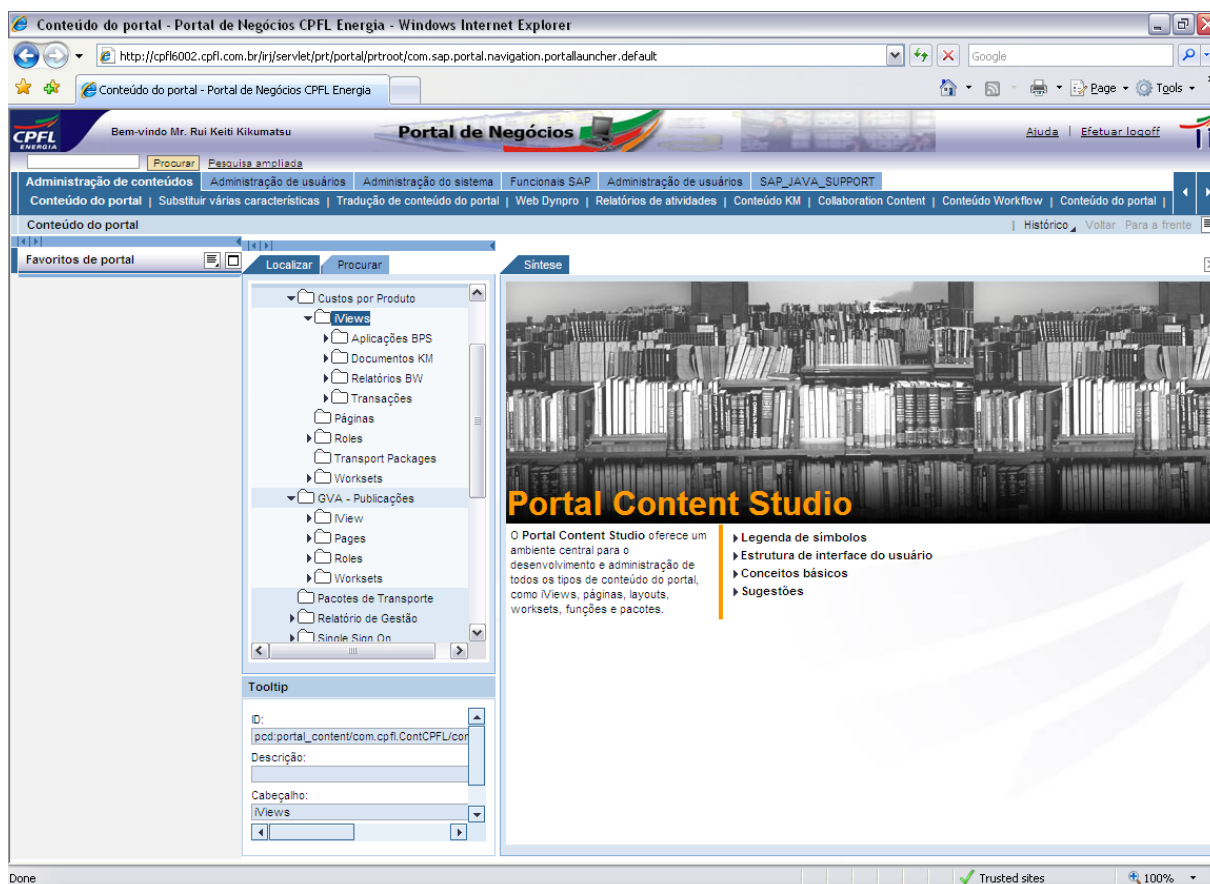 Conteúdo do portal - Portal de Negócios CPFL Energia - Windows Internet Explorer
http://cpfl6002.cpfl.com.br/irj/servlet/prt/portal/prtroot/com.sap.portal.navigation.portallauncher.default
Google
Conteúdo do portal - Portal de Negócios CPFL Energia
Page
Tools
CPFL
ENERGIA
Bem-vindo Mr. Rui Keiti Kikumatsu
Portal de Negócios
Ajuda | Efetuar logoff
Procurar
Pesquisa ampliada
Administração de conteúdos
Administração de usuários
Administração do sistema
Funcionais SAP
Administração de usuários
SAP_JAVA_SUPPORT
Conteúdo do portal | Substituir várias características | Tradução de conteúdo do portal | Web Dynpro | Relatórios de atividades | Conteúdo KM | Collaboration Content | Conteúdo Workflow | Conteúdo do portal |
Conteúdo do portal
| Histórico Voltar Para a frente
Favoritos de portal
Localizar
Procurar
Síntese
Custos por Produto
iViews
Aplicações BPS
Documentos KM
Relatórios BW
Transações
Páginas
Roles
Transport Packages
Worksets
GVA - Publicações
iView
Pages
Roles
Worksets
Pacotes de Transporte
Relatório de Gestão
Single Sign On
Portal Content Studio
O Portal Content Studio oferece um
ambiente central para o
desenvolvimento e administração de
todos os tipos de conteúdo do portal,
como iViews, páginas, layouts,
worksets, funções e pacotes.
Legenda de símbolos
Estrutura de interface do usuário
Conceitos básicos
Sugestões
Tooltip
ID:
pcd:portal_content/com.cpfl.ContCPFL/cor
Descrição:
Cabeçalho:
iViews
Done
Trusted sites
100%